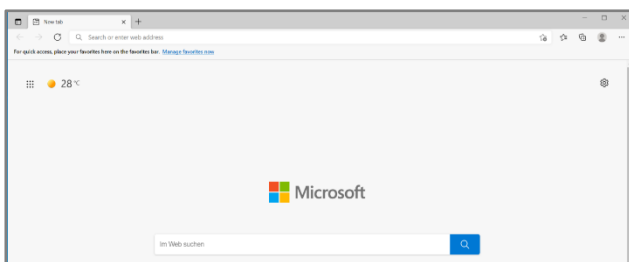 New tab
Search or enter web address
For quick access, place your favorites here on the favorites bar. Manage favorites now
28 °C
Microsoft
Im Web suchen